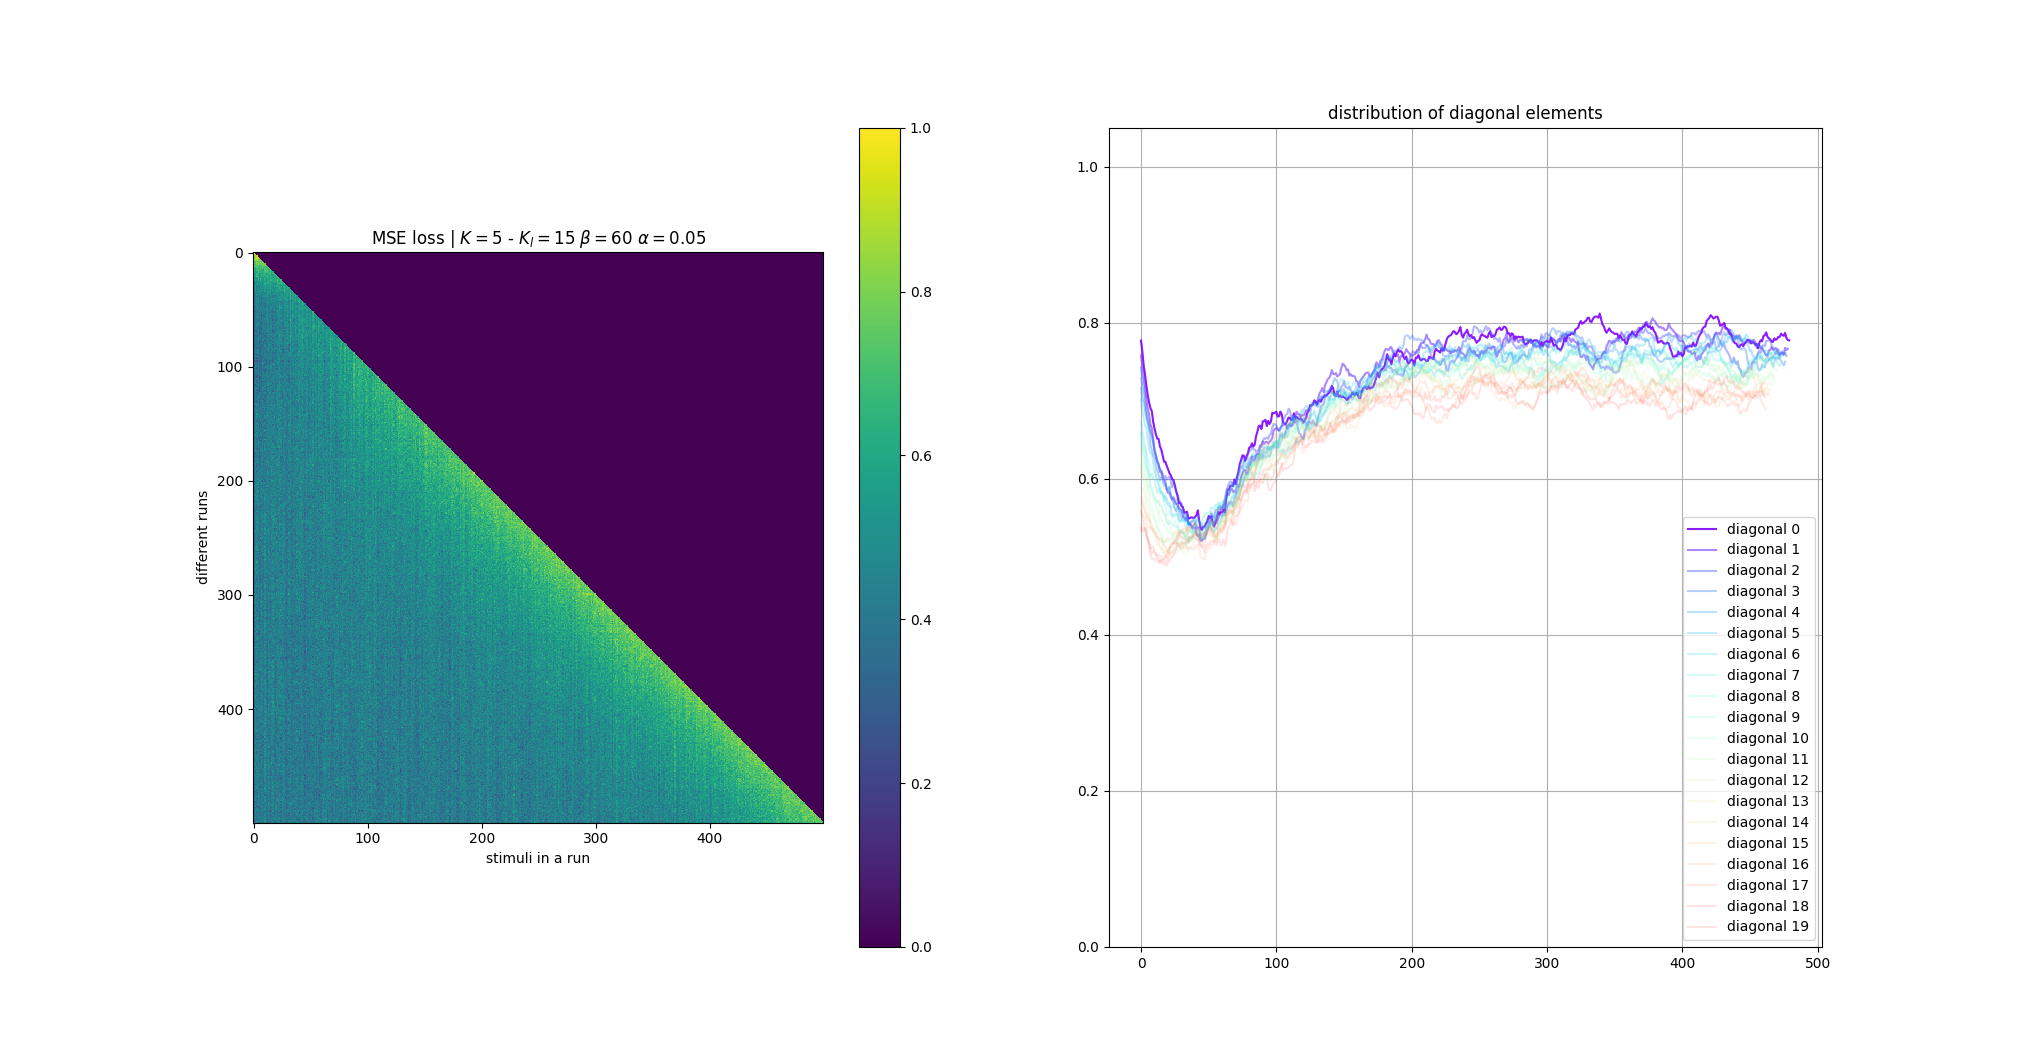 MSE loss | K = 5 - K_l = 15 β = 60 α = 0.05
different runs
0
100
200
300
400
0 100 200 300 400
stimuli in a run
1.0
0.8
0.6
0.4
0.2
0.0
distribution of diagonal elements
1.0
0.8
0.6
0.4
0.2
0.0
0 100 200 300 400 500
diagonal 0
diagonal 1
diagonal 2
diagonal 3
diagonal 4
diagonal 5
diagonal 6
diagonal 7
diagonal 8
diagonal 9
diagonal 10
diagonal 11
diagonal 12
diagonal 13
diagonal 14
diagonal 15
diagonal 16
diagonal 17
diagonal 18
diagonal 19